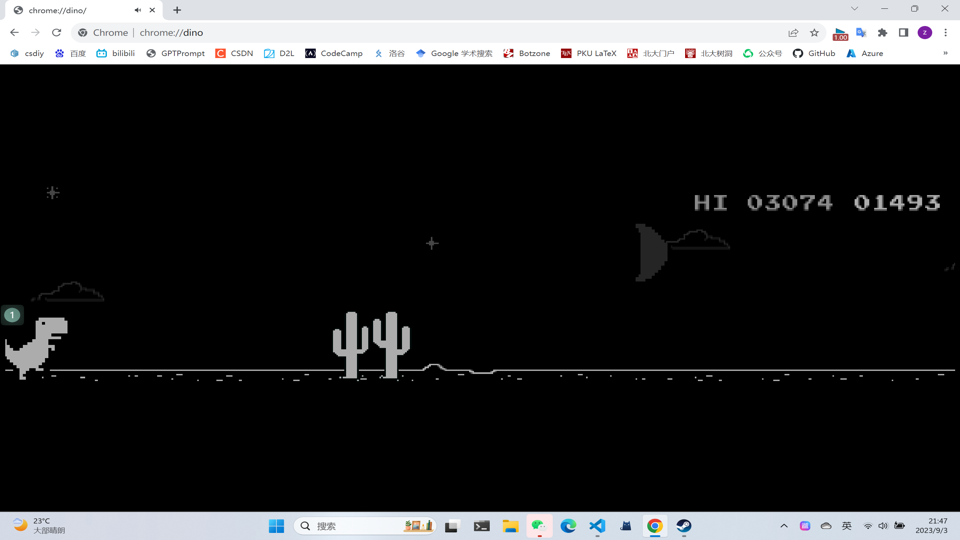 chrome://dino/
Chrome | chrome://dino
1.00
z
csdiy 百度 bilibili GPTPrompt CSDN D2L CodeCamp 洛谷 Google 学术搜索 Botzone PKU LaTeX 北大门户 北大树洞 公众号 GitHub Azure »
HI 03074 01493
1
23°C
大部晴朗
搜索
英
21:47
2023/9/3